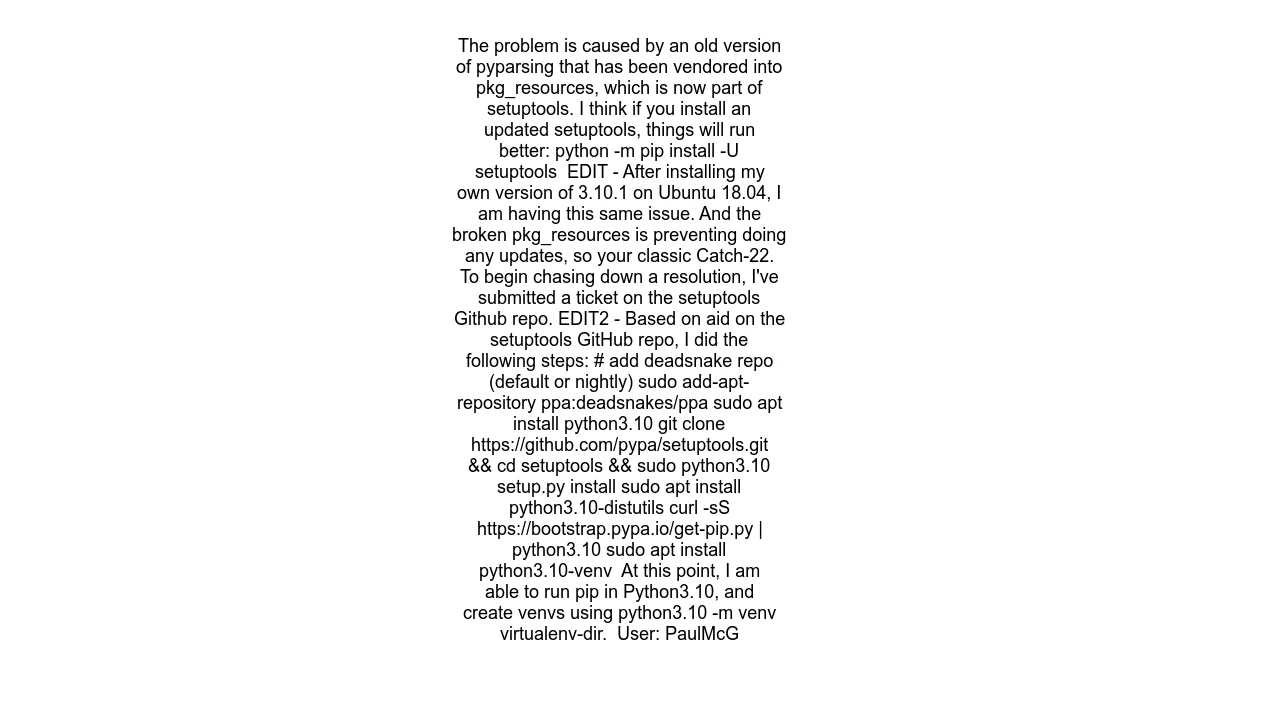 The problem is caused by an old version
of pyparsing that has been vendored into
pkg_resources, which is now part of
setuptools. I think if you install an
updated setuptools, things will run
better: python -m pip install -U
setuptools  EDIT - After installing my
own version of 3.10.1 on Ubuntu 18.04, I
am having this same issue. And the
broken pkg_resources is preventing doing
any updates, so your classic Catch-22.
To begin chasing down a resolution, I've
submitted a ticket on the setuptools
Github repo. EDIT2 - Based on aid on the
setuptools GitHub repo, I did the
following steps: # add deadsnake repo
(default or nightly) sudo add-apt-
repository ppa:deadsnakes/ppa sudo apt
install python3.10 git clone
https://github.com/pypa/setuptools.git
&& cd setuptools && sudo python3.10
setup.py install sudo apt install
python3.10-distutils curl -sS
https://bootstrap.pypa.io/get-pip.py |
python3.10 sudo apt install
python3.10-venv  At this point, I am
able to run pip in Python3.10, and
create venvs using python3.10 -m venv
virtualenv-dir.  User: PaulMcG